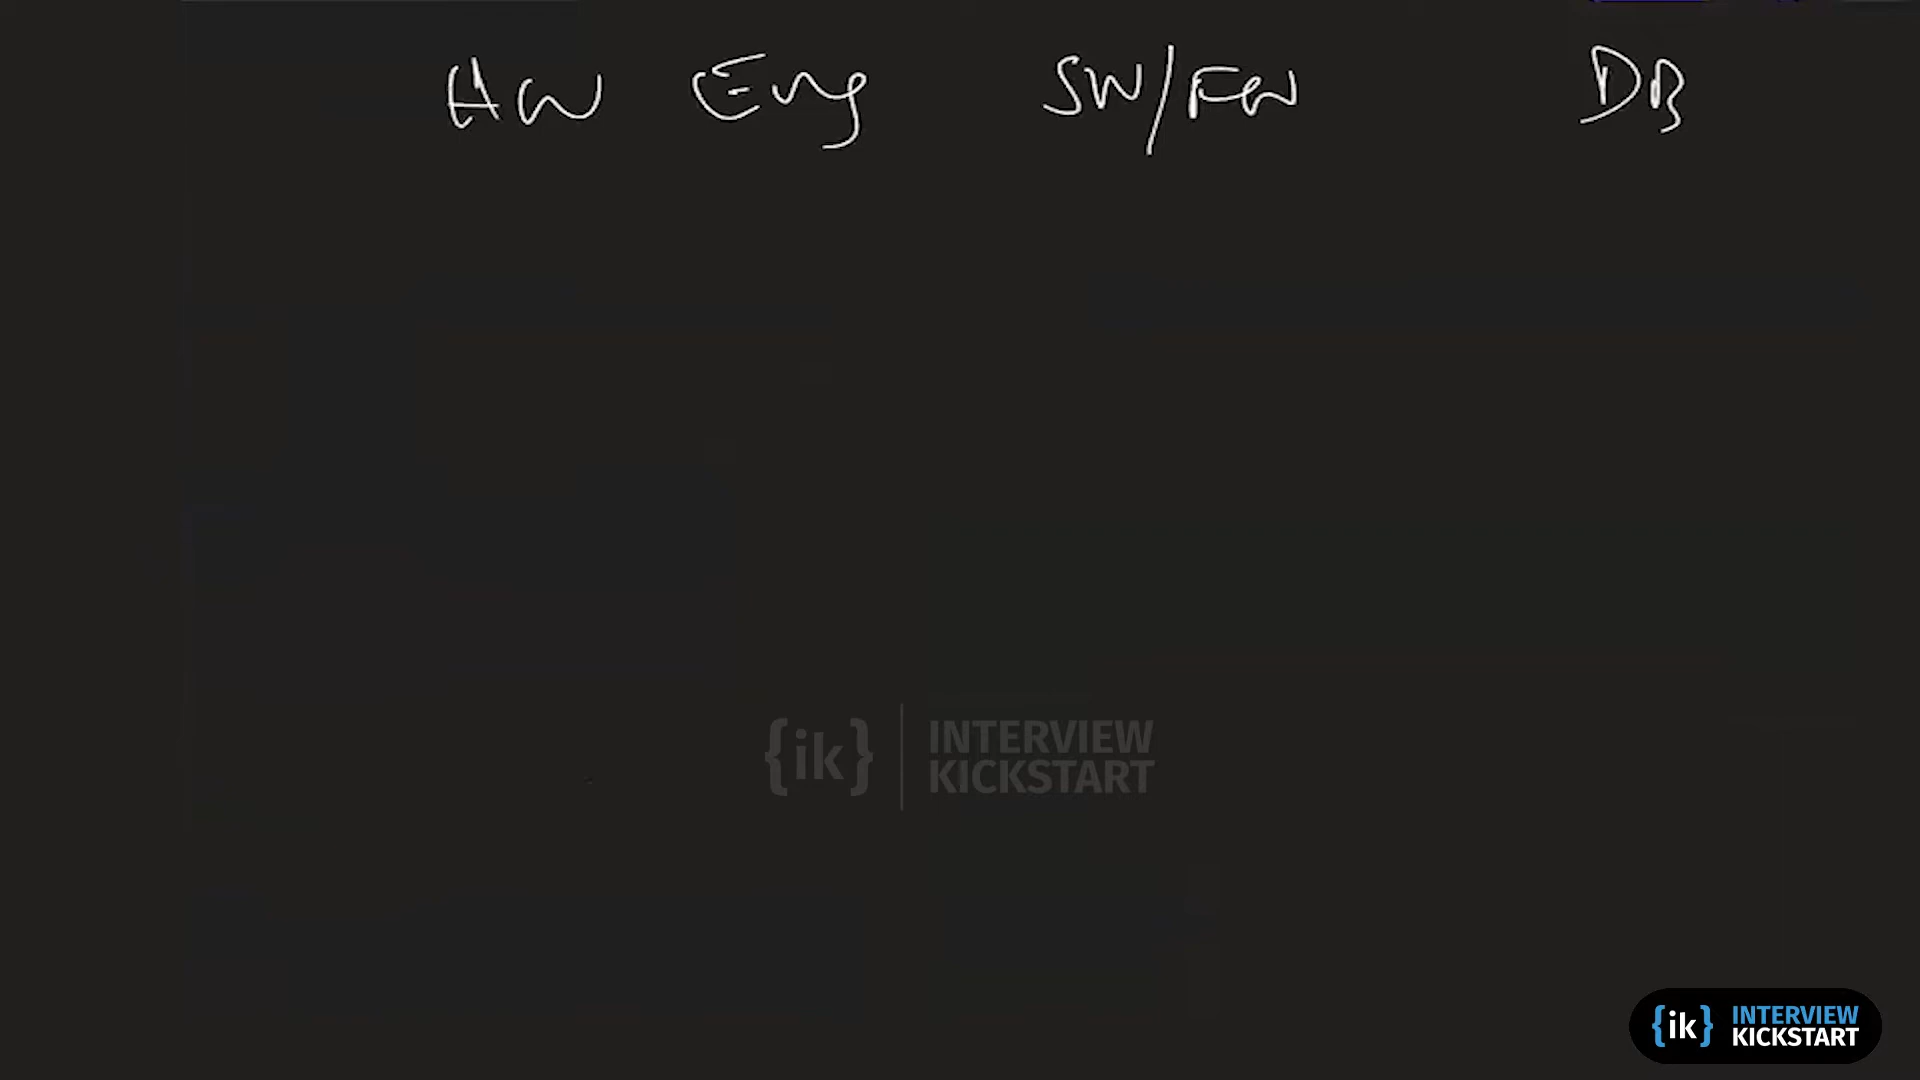 HW Eng SW/FW DB
{ik} INTERVIEW
KICKSTART
{ik} INTERVIEW
KICKSTART